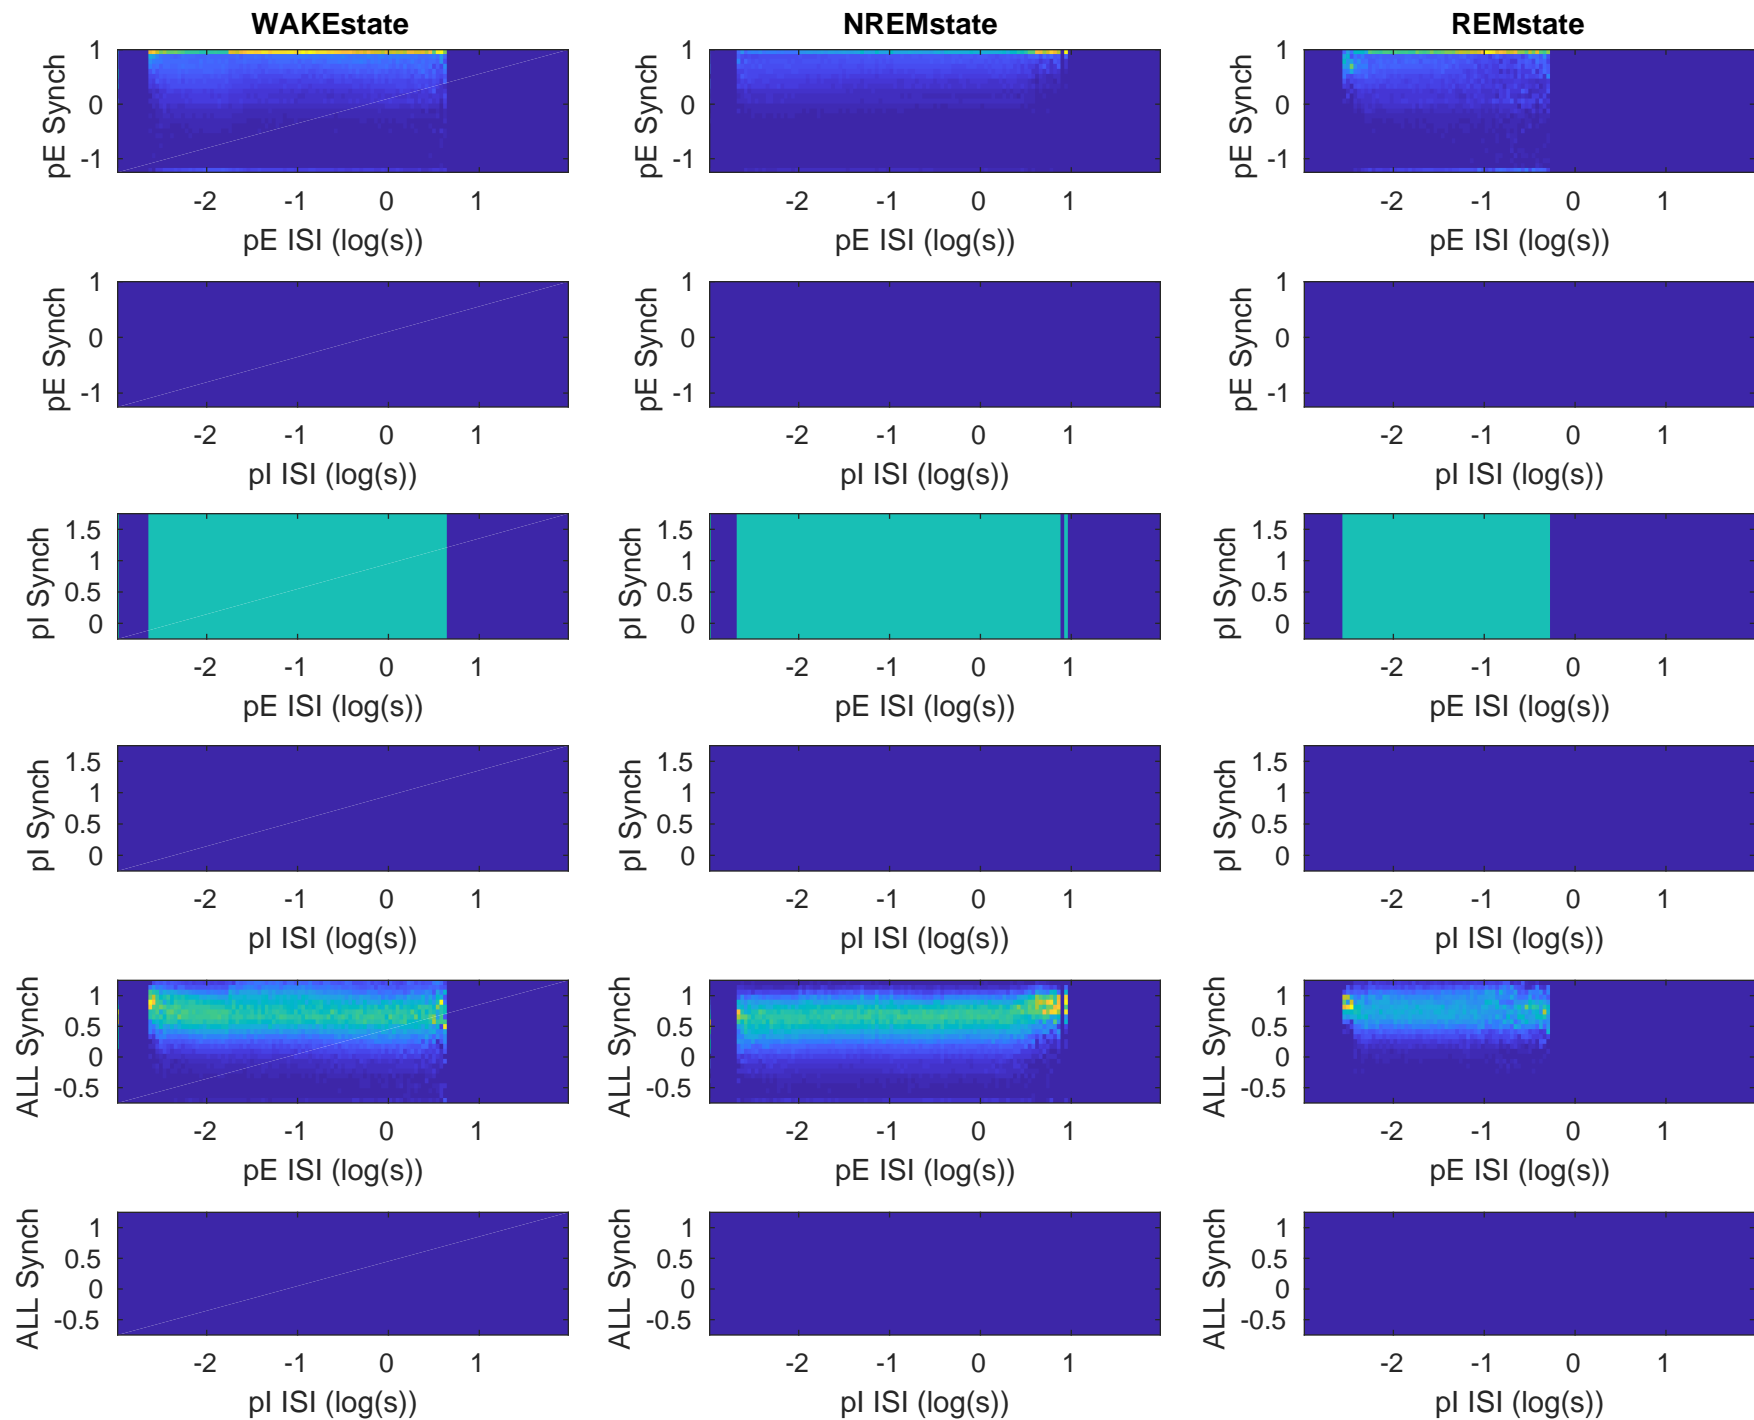 WAKEstate NREMstate REMstate
pE Synch 1 0 -1 pE Synch 1 0 -1 pE Synch 1 0 -1
-2 -1 0 1 -2 -1 0 1 -2 -1 0 1
pE ISI (log(s)) pE ISI (log(s)) pE ISI (log(s))
pE Synch 1 0 -1 pE Synch 1 0 -1 pE Synch 1 0 -1
-2 -1 0 1 -2 -1 0 1 -2 -1 0 1
pI ISI (log(s)) pI ISI (log(s)) pI ISI (log(s))
pI Synch 1.5 1 0.5 0 pI Synch 1.5 1 0.5 0 pI Synch 1.5 1 0.5 0
-2 -1 0 1 -2 -1 0 1 -2 -1 0 1
pE ISI (log(s)) pE ISI (log(s)) pE ISI (log(s))
pI Synch 1.5 1 0.5 0 pI Synch 1.5 1 0.5 0 pI Synch 1.5 1 0.5 0
-2 -1 0 1 -2 -1 0 1 -2 -1 0 1
pI ISI (log(s)) pI ISI (log(s)) pI ISI (log(s))
ALL Synch 1 0.5 0 -0.5 ALL Synch 1 0.5 0 -0.5 ALL Synch 1 0.5 0 -0.5
-2 -1 0 1 -2 -1 0 1 -2 -1 0 1
pE ISI (log(s)) pE ISI (log(s)) pE ISI (log(s))
ALL Synch 1 0.5 0 -0.5 ALL Synch 1 0.5 0 -0.5 ALL Synch 1 0.5 0 -0.5
-2 -1 0 1 -2 -1 0 1 -2 -1 0 1
pI ISI (log(s)) pI ISI (log(s)) pI ISI (log(s))